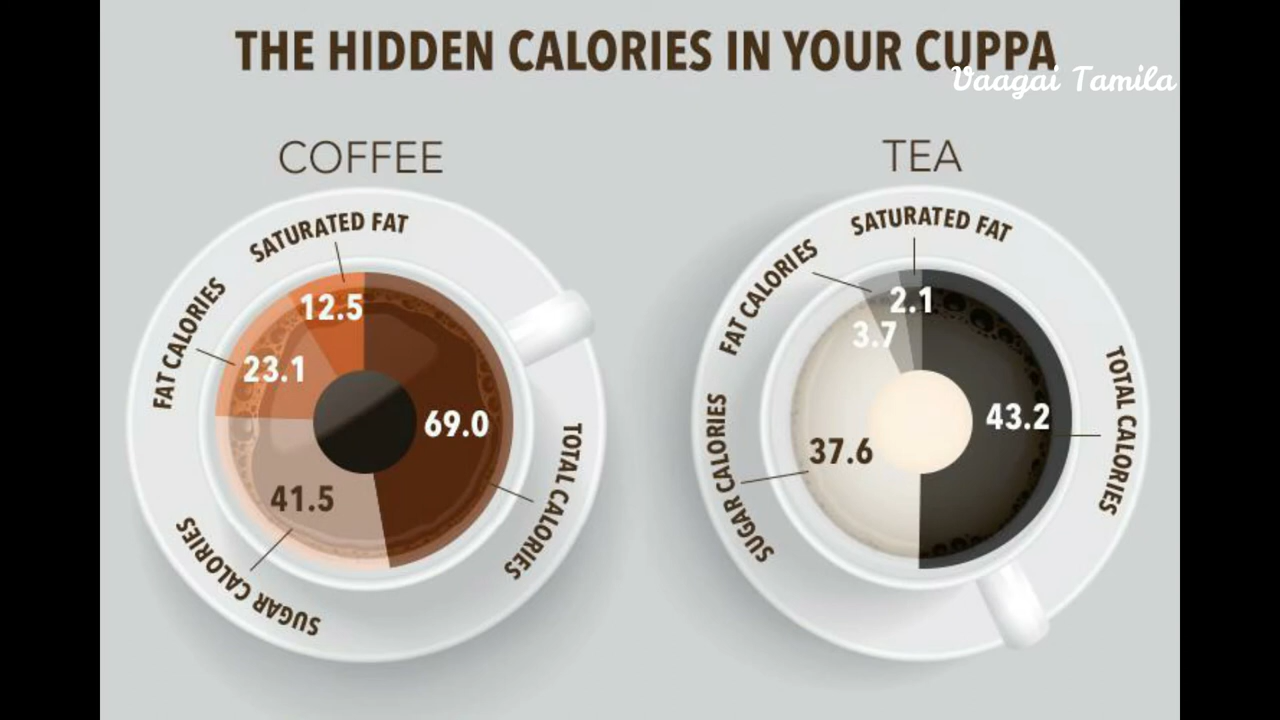 THE HIDDEN CALORIES IN YOUR CUPPA
Vaagai Tamila
COFFEE
SATURATED FAT
12.5
FAT CALORIES
23.1
69.0
TOTAL CALORIES
41.5
SUGAR CALORIES
TEA
SATURATED FAT
2.1
FAT CALORIES
3.7
43.2
TOTAL CALORIES
37.6
SUGAR CALORIES